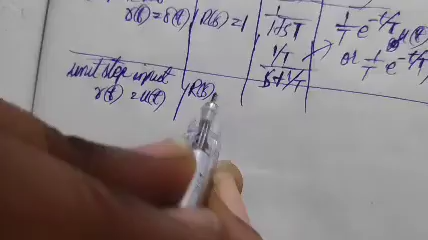 r(t) = δ(t) R(s) = 1 1/(1+sT) 1/T e^(-t/T) u(t)
(1/T)/(s+1/T) or 1/T e^(-t/T)
unit step input
r(t) = u(t) R(s)